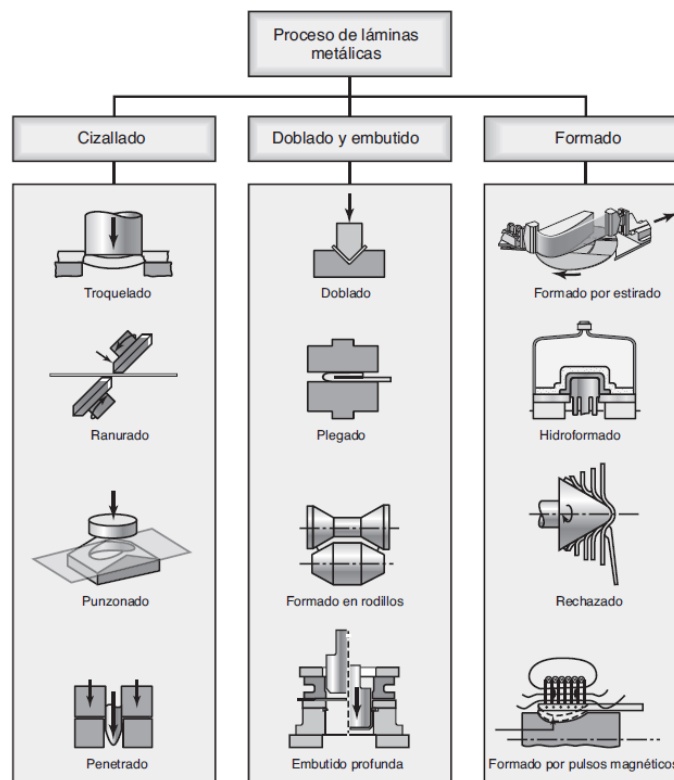 Proceso de láminas
metálicas
Cizallado
Doblado y embutido
Formado
Troquelado
Doblado
Formado por estirado
Ranurado
Plegado
Hidroformado
Punzonado
Formado en rodillos
Rechazado
Penetrado
Embutido profunda
Formado por pulsos magnéticos